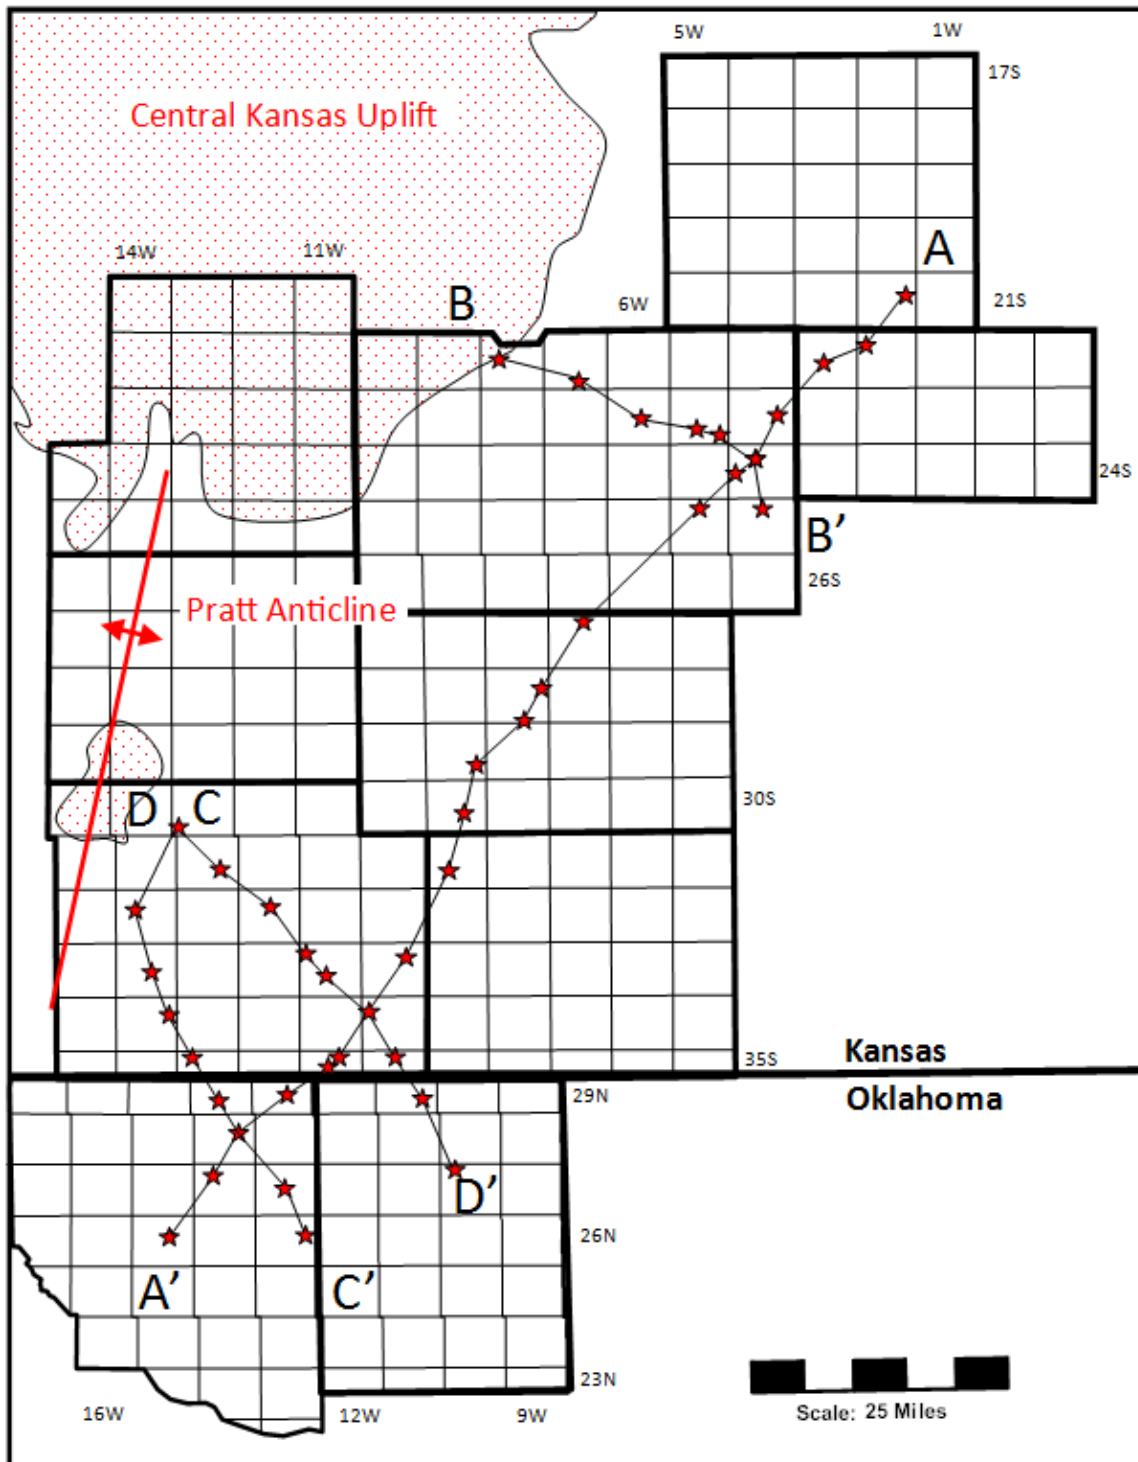 5W
1W
17S
Central Kansas Uplift
A
14W
11W
B
6W
21S
24S
B’
26S
Pratt Anticline
D
C
30S
Kansas
35S
Oklahoma
29N
D’
26N
A’
C’
23N
16W
12W
9W
Scale: 25 Miles